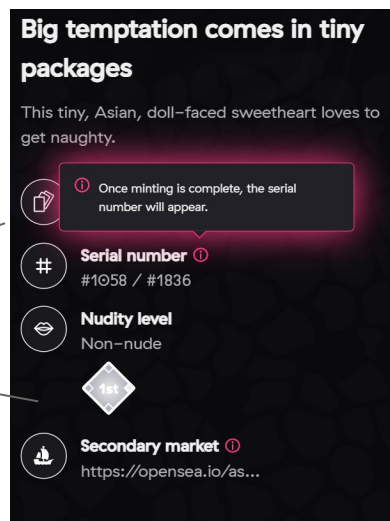 Big temptation comes in tiny
packages
This tiny, Asian, doll-faced sweetheart loves to
get naughty.
Once minting is complete, the serial
number will appear.
Serial number
#1058 / #1836
Nudity level
Non-nude
1st
Secondary market
https://opensea.io/as...